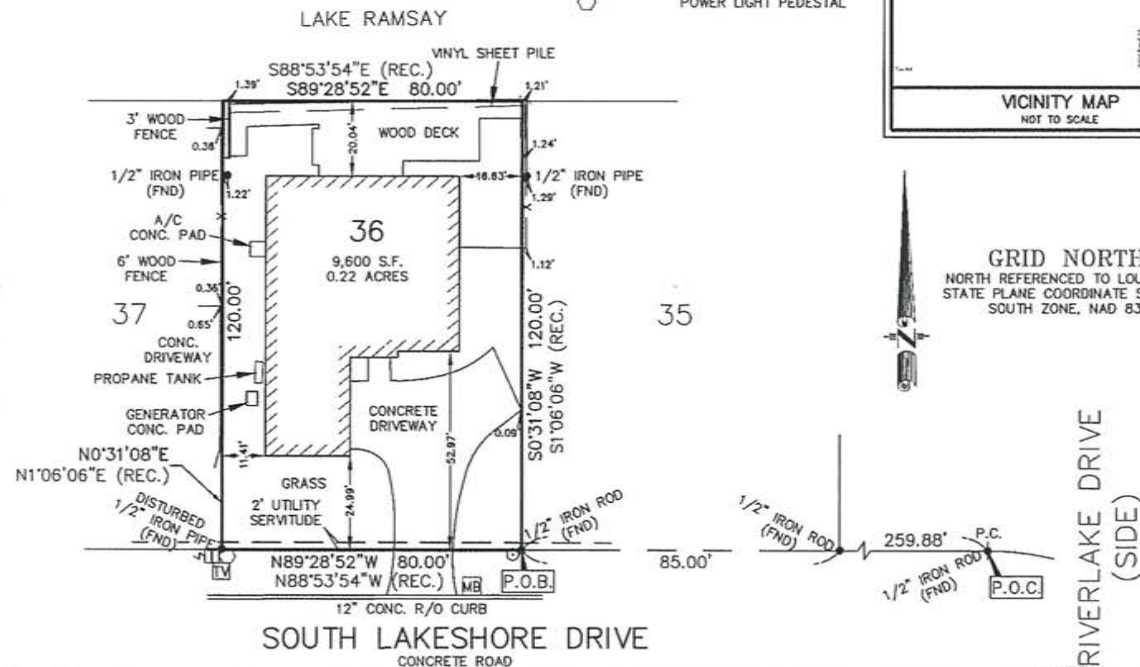 POWER LIGHT PEDESTAL
LAKE RAMSAY
VINYL SHEET PILE
S88°53'54"E (REC.)
S89°28'52"E 80.00'
1.39'
1.21'
3' WOOD
FENCE
0.38'
20.04'
WOOD DECK
1.24'
1/2" IRON PIPE
(FND)
1.22'
16.63'
1/2" IRON PIPE
(FND)
1.29'
A/C
CONC. PAD
36
9,600 S.F.
0.22 ACRES
6' WOOD
FENCE
1.12'
0.36'
37
0.65'
120.00'
35
S0°31'08"W 120.00'
S1°06'06"W (REC.)
CONC.
DRIVEWAY
PROPANE TANK
GENERATOR
CONC. PAD
CONCRETE
DRIVEWAY
52.97'
0.09'
11.41'
N0°31'08"E
N1°06'06"E (REC.)
GRASS
2' UTILITY
SERVITUDE
24.99'
DISTURBED
1/2" IRON PIPE
(FND)
1/2" IRON ROD
(FND)
TV
N89°28'52"W 80.00'
N88°53'54"W (REC.)
MB
P.O.B.
85.00'
12" CONC. R/O CURB
SOUTH LAKESHORE DRIVE
CONCRETE ROAD
VICINITY MAP
NOT TO SCALE
GRID NORTH
NORTH REFERENCED TO LOU
STATE PLANE COORDINATE S
SOUTH ZONE, NAD 83
1/2" IRON ROD
(FND)
259.88'
P.C.
1/2" IRON ROD
(FND)
P.O.C.
RIVERLAKE DRIVE
(SIDE)